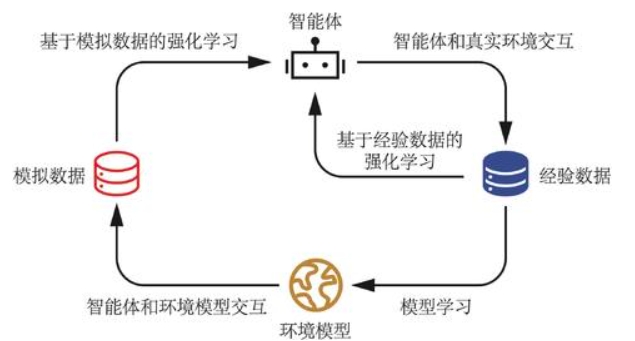 智能体
基于模拟数据的强化学习
智能体和真实环境交互
基于经验数据的
强化学习
模拟数据
经验数据
智能体和环境模型交互
模型学习
环境模型